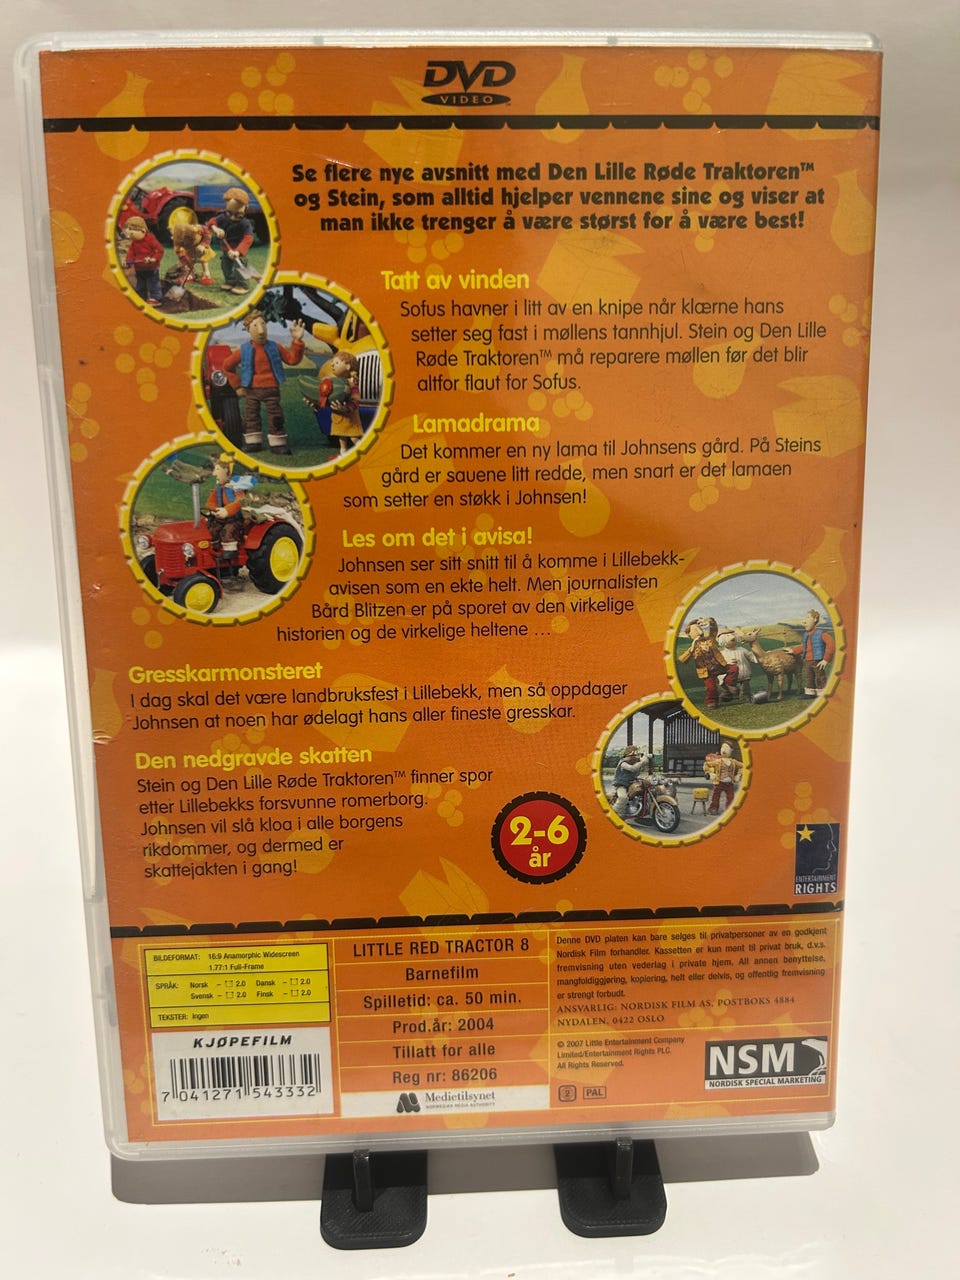 DVD
VIDEO
Se flere nye avsnitt med Den Lille Røde Traktoren™
og Stein, som alltid hjelper vennene sine og viser at
man ikke trenger å være størst for å være best!
Tatt av vinden
Sofus havner i litt av en knipe når klærne hans
setter seg fast i møllens tannhjul. Stein og Den Lille
Røde Traktoren™ må reparere møllen før det blir
altfor flaut for Sofus.
Lamadrama
Det kommer en ny lama til Johnsens gård. På Steins
gård er sauene litt redde, men snart er det lamaen
som setter en støkk i Johnsen!
Les om det i avisa!
Johnsen ser sitt snitt til å komme i Lillebekk-
avisen som en ekte helt. Men journalisten
Bård Blitzen er på sporet av den virkelige
historien og de virkelige heltene ...
Gresskarmonsteret
I dag skal det være landbruksfest i Lillebekk, men så oppdager
Johnsen at noen har ødelagt hans aller fineste gresskar.
Den nedgravde skatten
Stein og Den Lille Røde Traktoren™ finner spor
etter Lillebekks forsvunne romerborg.
Johnsen vil slå kloa i alle borgens
rikdommer, og dermed er
skattejakten i gang!
2-6
år
ENTERTAINMENT
RIGHTS
BILDEFORMAT: 16:9 Anamorphic Widescreen
1.77:1 Full-Frame
SPRÅK: Norsk - 2.0 Dansk - 2.0
Svensk - 2.0 Finsk - 2.0
TEKSTER: Ingen
KJØPEFILM
7 041271 543332
LITTLE RED TRACTOR 8
Barnefilm
Spilletid: ca. 50 min.
Prod.år: 2004
Tillatt for alle
Reg nr: 86206
Medietilsynet
NORWEGIAN MEDIA AUTHORITY
Denne DVD platen kan bare selges til privatpersoner av en godkjent
Nordisk Film forhandler. Kassetten er kun ment til privat bruk, d.v.s.
fremvisning uten vederlag i private hjem. All annen benyttelse,
mangfoldiggjøring, kopiering, helt eller delvis, og offentlig fremvisning
er strengt forbudt.
ANSVARLIG: NORDISK FILM AS, POSTBOKS 4884
NYDALEN, 0422 OSLO
© 2007 Little Entertainment Company
Limited/Entertainment Rights PLC.
All Rights Reserved.
2 PAL
NSM
NORDISK SPECIAL MARKETING